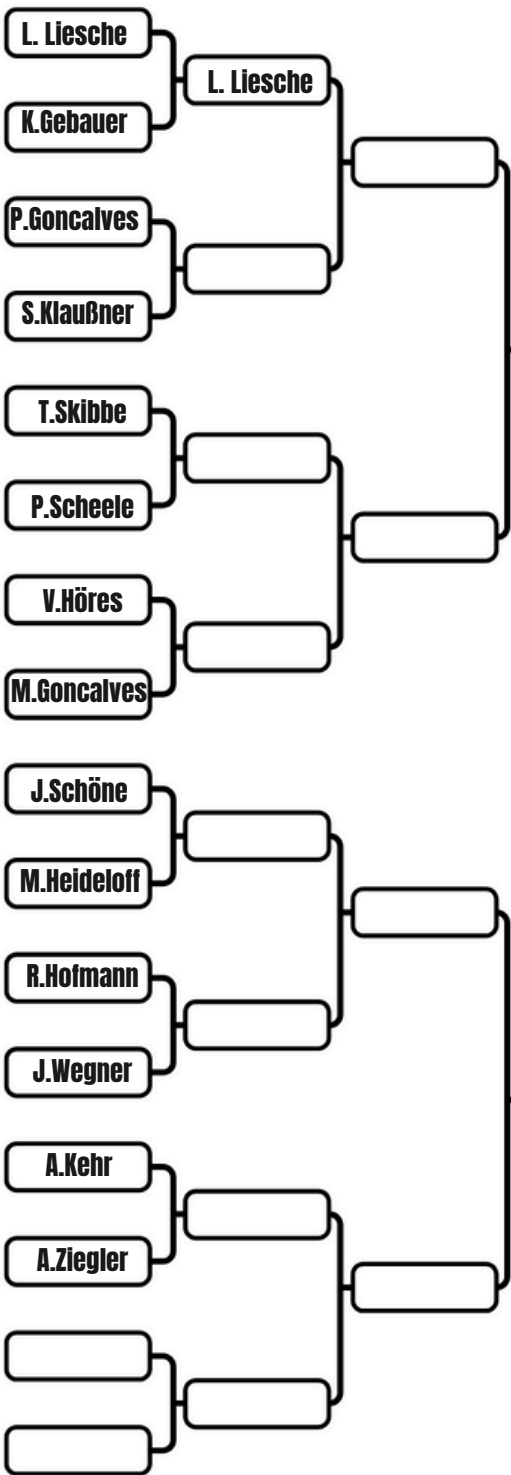 L. Liesche
L. Liesche
K.Gebauer
P.Goncalves
S.Klaußner
T.Skibbe
P.Scheele
V.Höres
M.Goncalves
J.Schöne
M.Heideloff
R.Hofmann
J.Wegner
A.Kehr
A.Ziegler